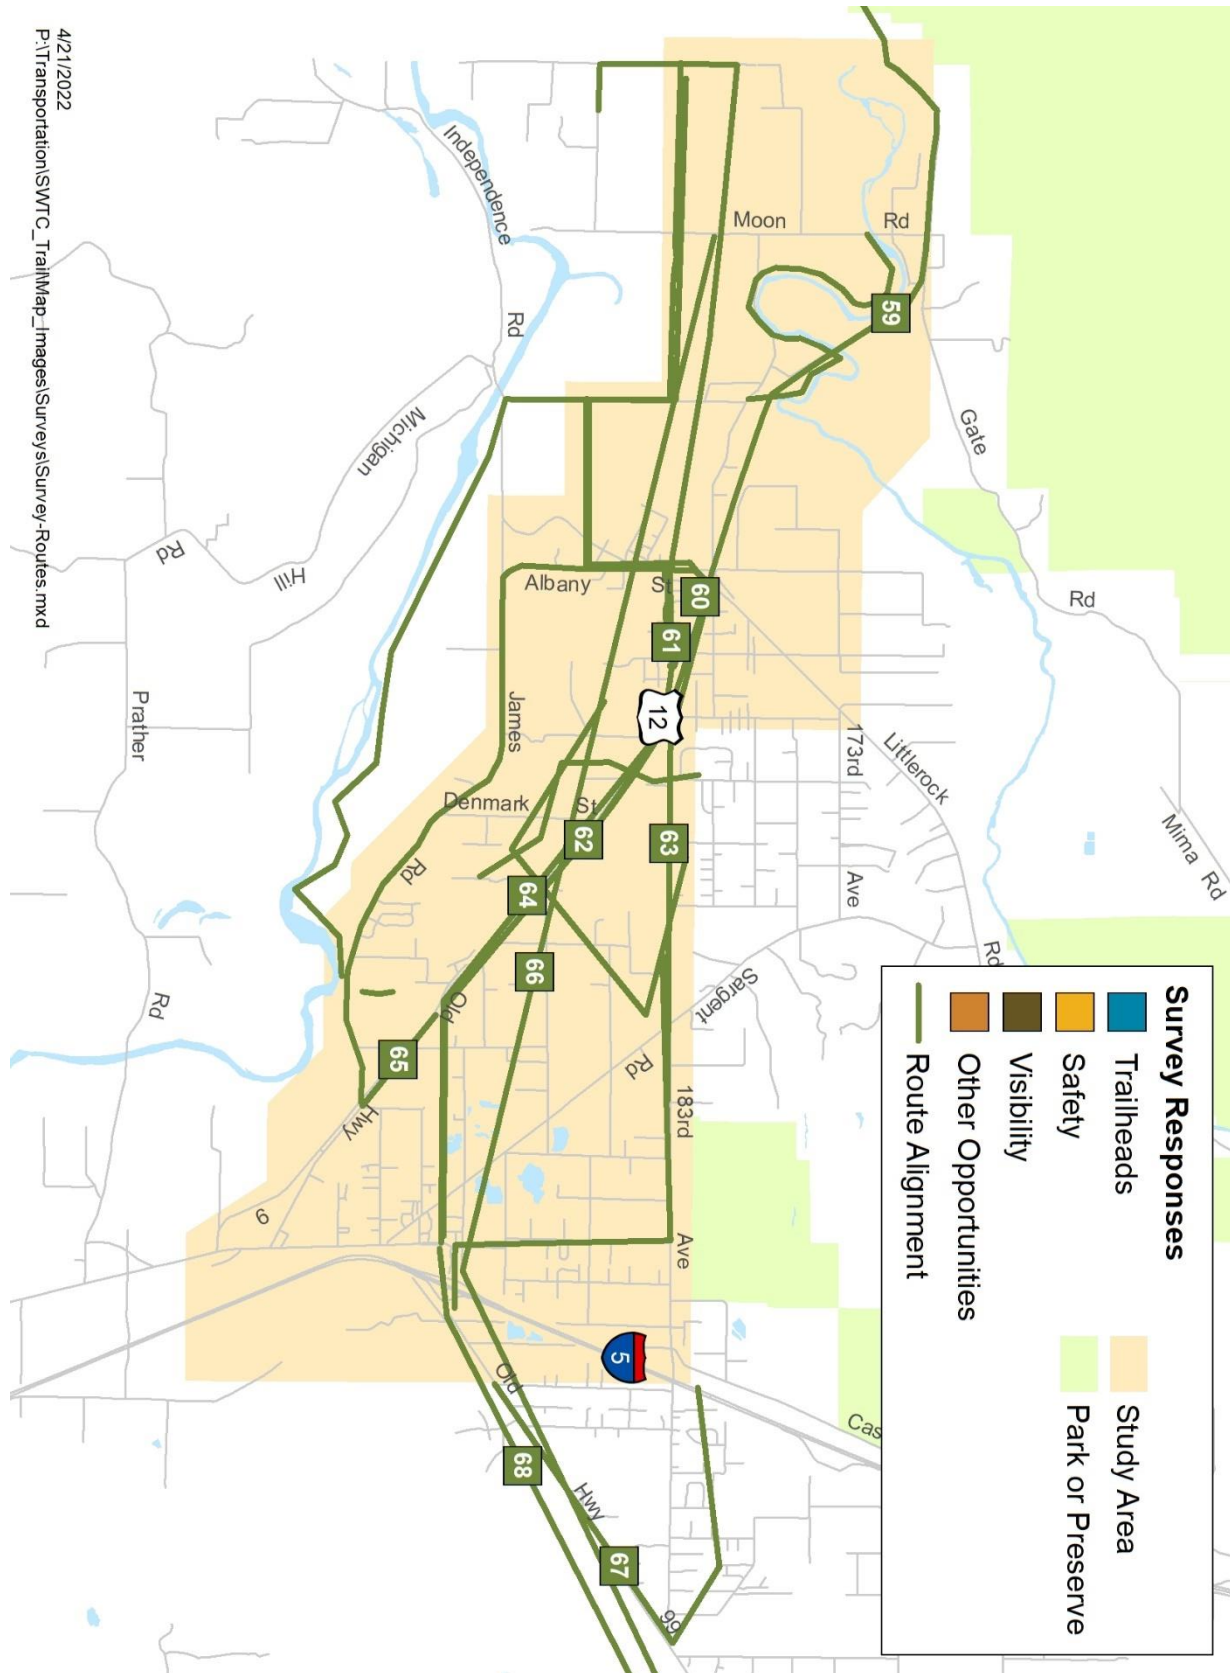 Survey Responses
Trailheads
Safety
Visibility
Other Opportunities
Route Alignment
Study Area
Park or Preserve
Moon
Rd
59
Gate
Rd
Mima Rd
Independence
Rd
Michigan
Hill
Rd
Prather
Rd
Albany
St
60
61
12
James
Rd
Denmark
St
62
63
64
66
65
173rd
Ave
Littlerock
Rd
Sargent
Rd
183rd
Ave
Old
Hwy
9
5
Cas
Old
Hwy
99
67
68
4/21/2022
P:\Transportation\SWTC_Trail\Map_Images\Surveys\Survey-Routes.mxd